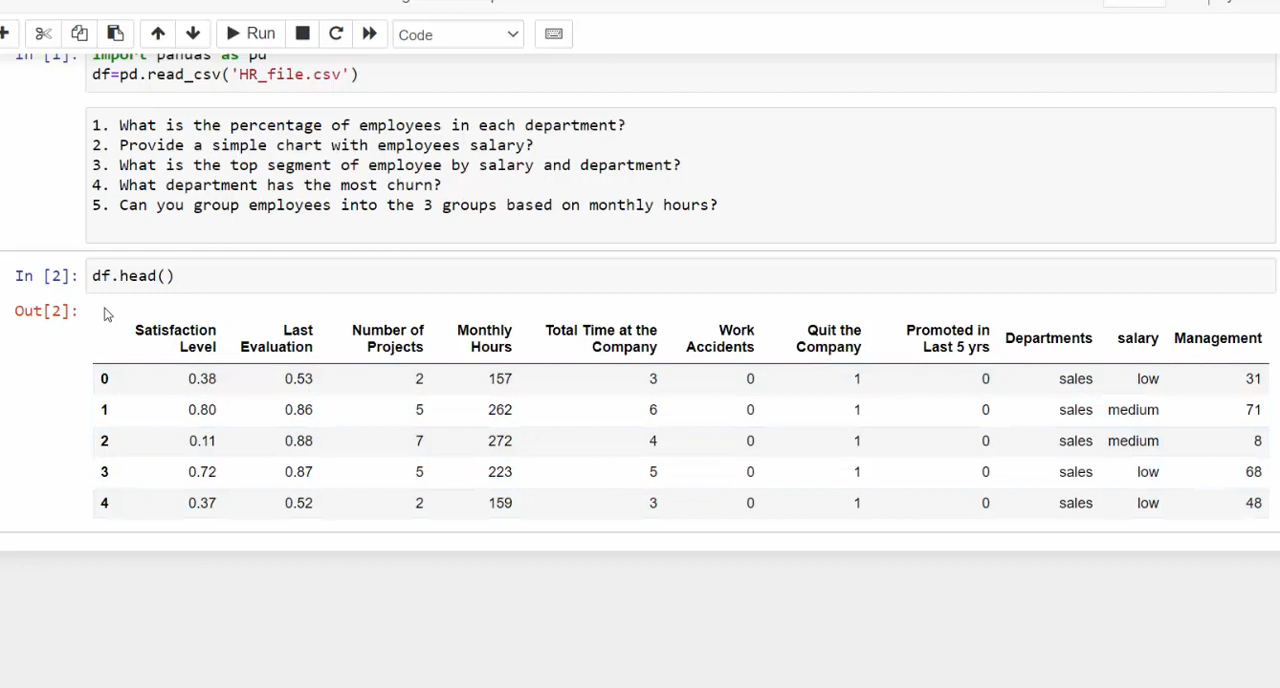 Run Code
In [1]: import pandas as pd
df=pd.read_csv('HR_file.csv')
1. What is the percentage of employees in each department?
2. Provide a simple chart with employees salary?
3. What is the top segment of employee by salary and department?
4. What department has the most churn?
5. Can you group employees into the 3 groups based on monthly hours?
In [2]: df.head()
Out[2]:
Satisfaction Level Last Evaluation Number of Projects Monthly Hours Total Time at the Company Work Accidents Quit the Company Promoted in Last 5 yrs Departments salary Management
0 0.38 0.53 2 157 3 0 1 0 sales low 31
1 0.80 0.86 5 262 6 0 1 0 sales medium 71
2 0.11 0.88 7 272 4 0 1 0 sales medium 8
3 0.72 0.87 5 223 5 0 1 0 sales low 68
4 0.37 0.52 2 159 3 0 1 0 sales low 48